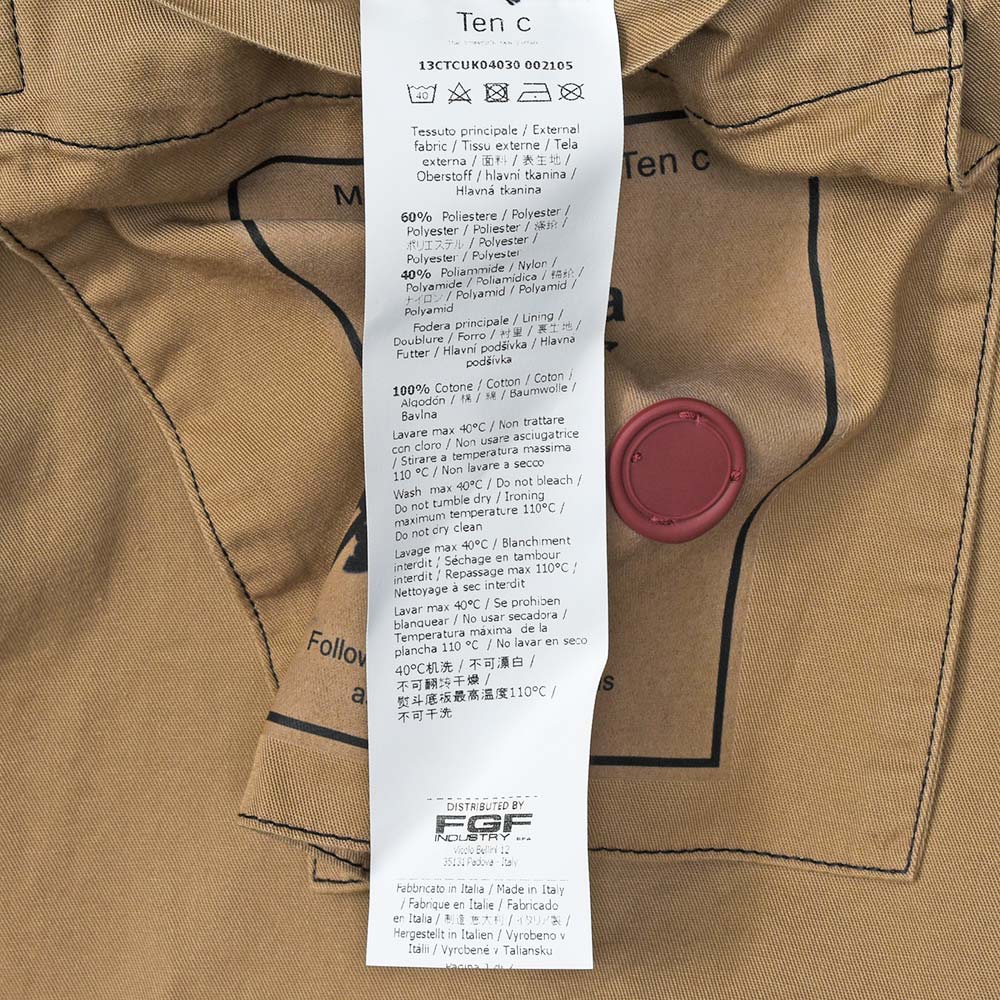 Ten c
13CTCUK04030 002105
40
Tessuto principale / External
fabric / Tissu externe / Tela
externa / 面料 / 表生地 /
Oberstoff / hlavní tkanina /
Hlavná tkanina
60% Poliestere / Polyester /
Polyester / Poliester / 涤纶 /
ポリエステル / Polyester /
Polyester / Polyester
40% Poliammide / Nylon /
Polyamide / Poliamídica / 锦纶 /
ナイロン / Polyamid / Polyamid /
Polyamid
Fodera principale / Lining /
Doublure / Forro / 衬里 / 裏生地 /
Futter / Hlavní podšívka / Hlavna
podšívka
100% Cotone / Cotton / Coton /
Algodón / 棉 / 綿 / Baumwolle /
Bavlna
Lavare max 40°C / Non trattare
con cloro / Non usare asciugatrice
/ Stirare a temperatura massima
110 °C / Non lavare a secco
Wash max 40°C / Do not bleach /
Do not tumble dry / Ironing
maximum temperature 110°C /
Do not dry clean
Lavage max 40°C / Blanchiment
interdit / Séchage en tambour
interdit / Repassage max 110°C /
Nettoyage à sec interdit
Lavar max 40°C / Se prohiben
blanquear / No usar secadora /
Temperatura máxima de la
plancha 110 °C / No lavar en seco
40°C机洗 / 不可漂白 /
不可翻转干燥 /
熨斗底板最高温度110°C /
不可干洗
DISTRIBUTED BY
FGF
INDUSTRY S.P.A.
Vicolo Bellini 12
35131 Padova - Italy
Fabbricato in Italia / Made in Italy
/ Fabrique en Italie / Fabricado
en Italia / 制造 意大利 / イタリア製 /
Hergestellt in Italien / Vyrobeno v
Itálii / Vyrobené v Taliansku
Pagina 1 di /
M
Ten c
a
Follow
a
s